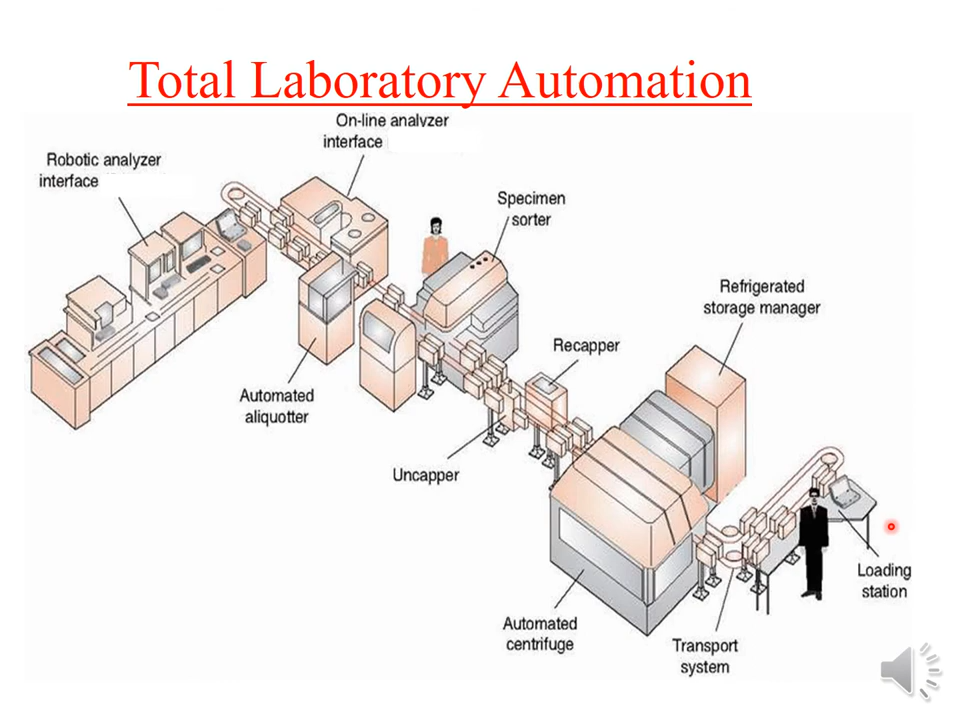 Total Laboratory Automation
On-line analyzer
interface
Robotic analyzer
interface
Specimen
sorter
Refrigerated
storage manager
Recapper
Automated
aliquotter
Uncapper
Loading
station
Automated
centrifuge
Transport
system